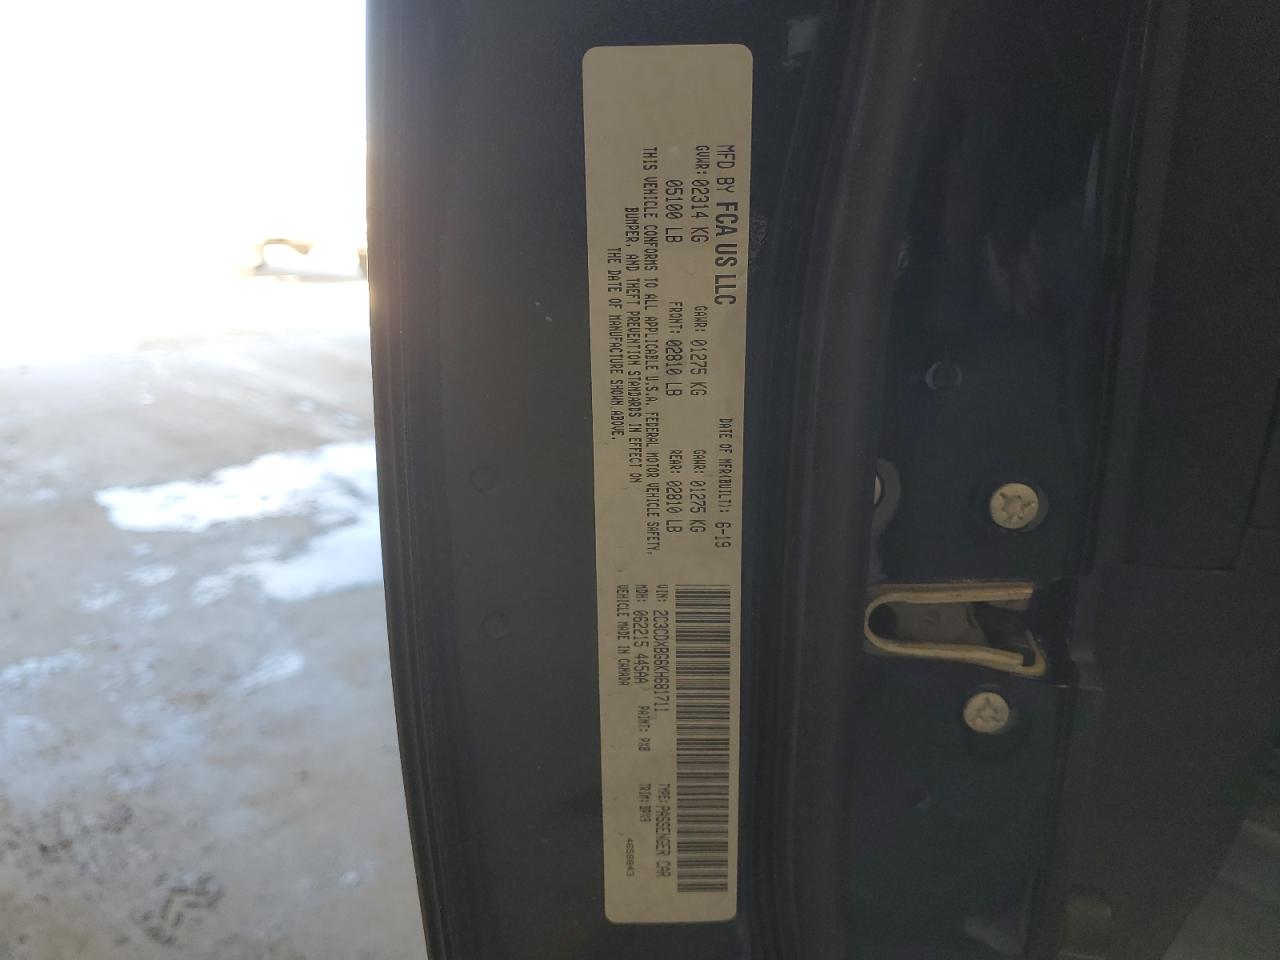 MFD BY FCA US LLC
DATE OF MFR(BUILT): 6-19
GVWR: 02314 KG
GAWR: 01275 KG
GAWR: 01275 KG
05100 LB
FRONT: 02810 LB
REAR: 02810 LB
THIS VEHICLE CONFORMS TO ALL APPLICABLE U.S.A. FEDERAL MOTOR VEHICLE SAFETY,
BUMPER, AND THEFT PREVENTION STANDARDS IN EFFECT ON
THE DATE OF MANUFACTURE SHOWN ABOVE.
VIN: 2C3CDXBG6KH681711
TYPE: PASSENGER CAR
MDH: 062215 445AA
PAINT: PX8
TRIM: BPX9
VEHICLE MADE IN CANADA